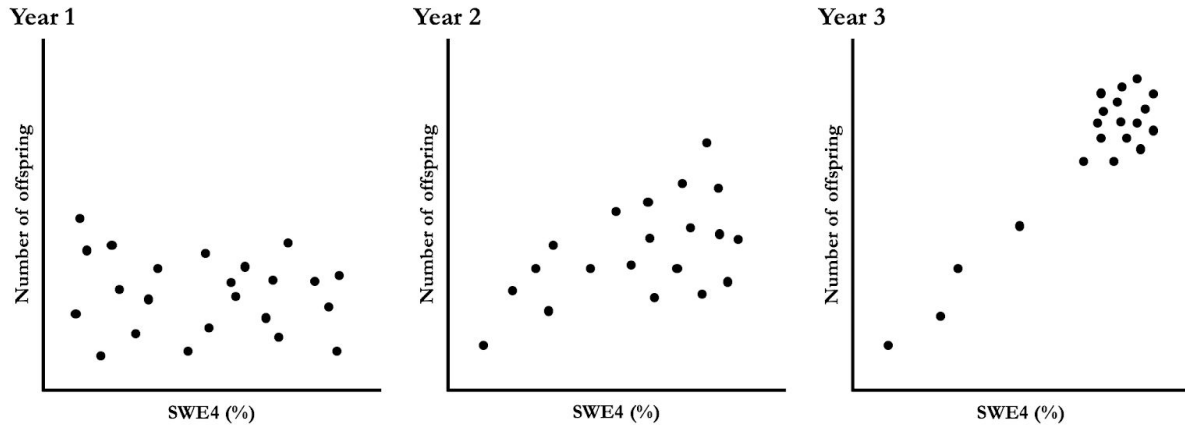 Year 1
Number of offspring
SWE4 (%)
Year 2
Number of offspring
SWE4 (%)
Year 3
Number of offspring
SWE4 (%)